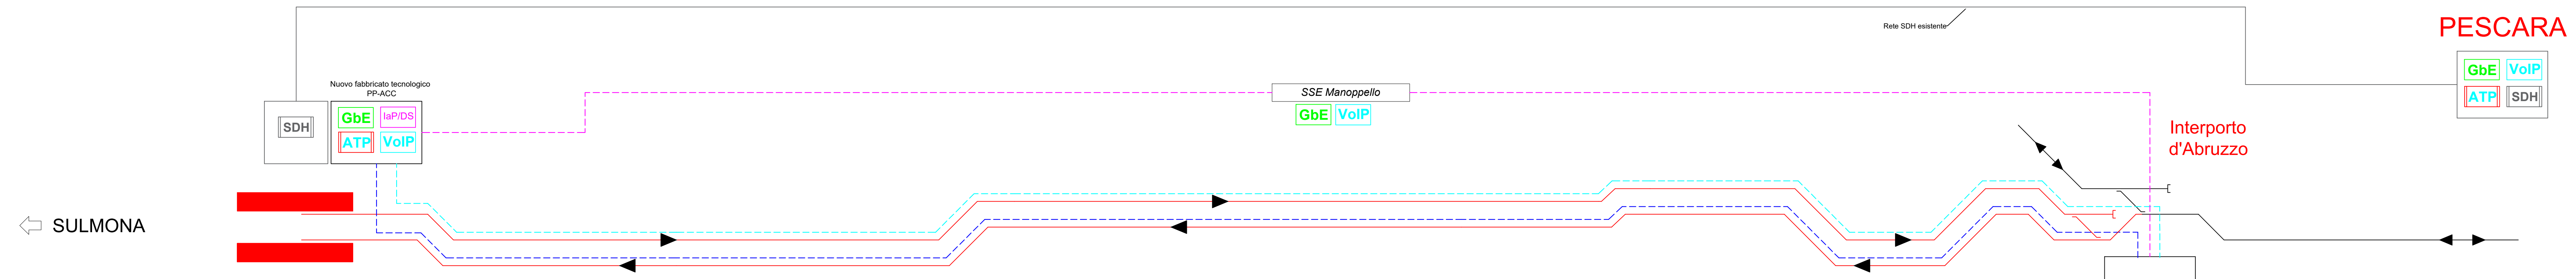 Rete SDH esistente
PESCARA
GbE
VoIP
ATP
SDH
Nuovo fabbricato tecnologico
PP-ACC
SDH
GbE
IaP/DS
ATP
VoIP
SSE Manoppello
GbE
VoIP
Interporto
d'Abruzzo
SULMONA